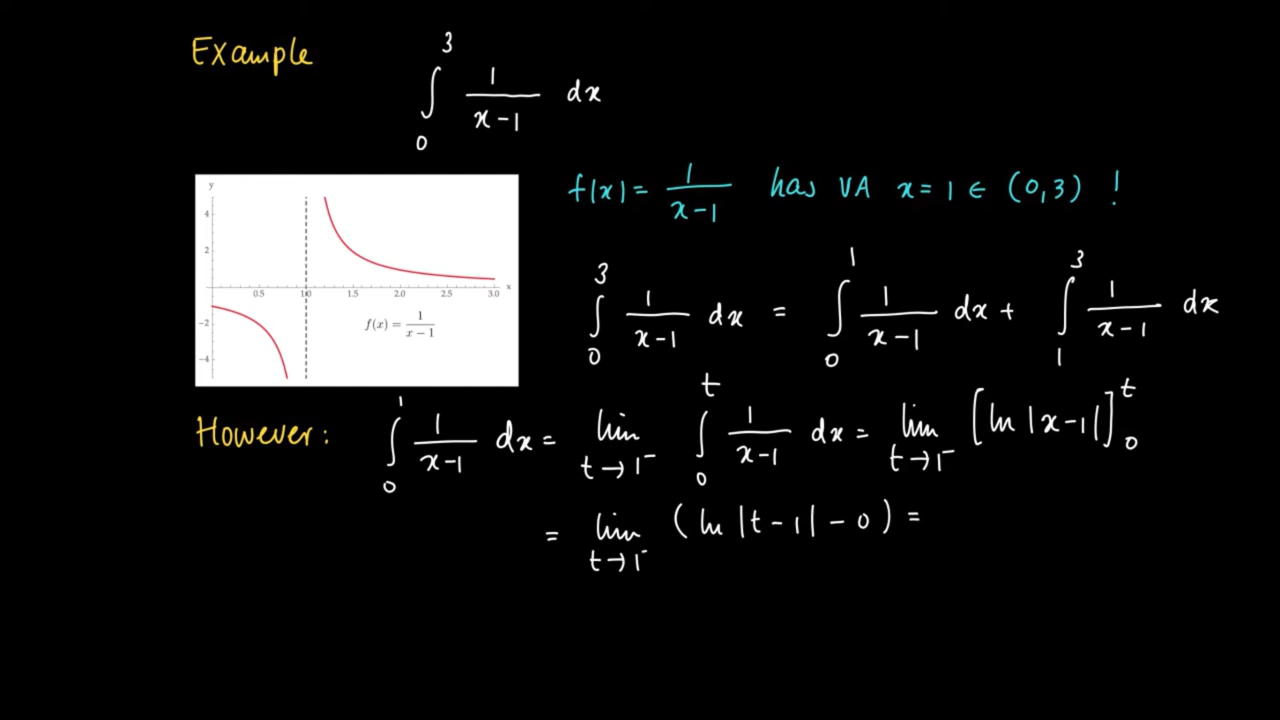 Example ∫₀³ 1/(x-1) dx
f(x) = 1/(x-1) has VA x = 1 ∈ (0,3) !
y
4
2
-2
-4
0.5 1.0 1.5 2.0 2.5 3.0 x
f(x) = 1/(x - 1)
∫₀³ 1/(x-1) dx = ∫₀¹ 1/(x-1) dx + ∫₁³ 1/(x-1) dx
However: ∫₀¹ 1/(x-1) dx = lim t→1⁻ ∫₀ᵗ 1/(x-1) dx = lim t→1⁻ [ln |x-1|]₀ᵗ
= lim t→1⁻ (ln |t-1| - 0) =